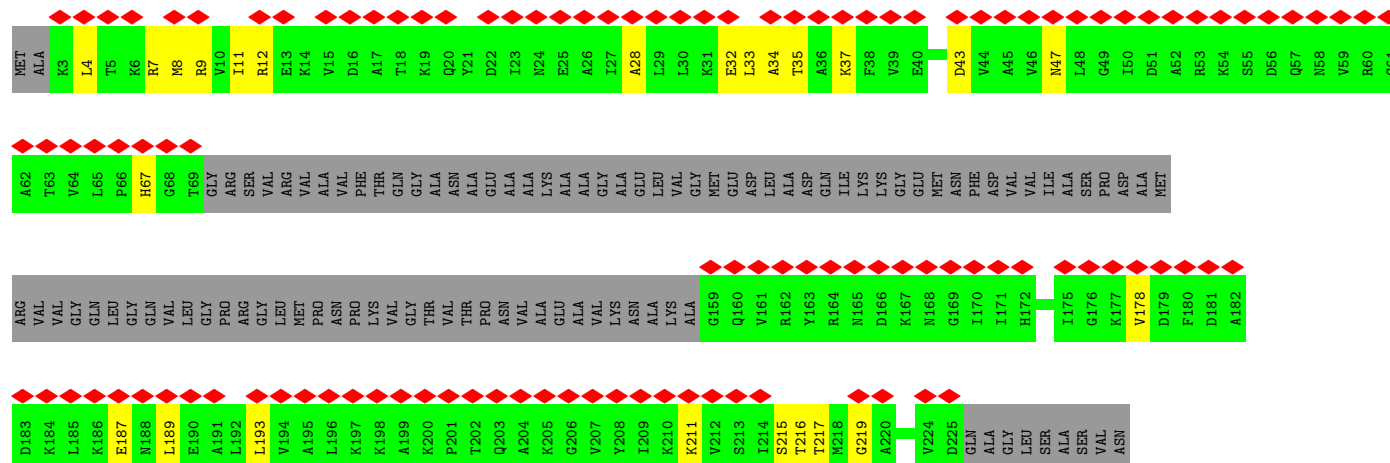 MET ALA K3 L4 T5 K6 R7 M8 R9 V10 I11 R12 E13 K14 V15 D16 A17 T18 K19 Q20 Y21 D22 I23 N24 E25 A26 I27 A28 L29 L30 K31 E32 L33 A34 T35 A36 K37 F38 V39 E40 D43 V44 A45 V46 N47 L48 G49 I50 D51 A52 R53 K54 S55 D56 Q57 N58 V59 R60 G61
A62 T63 V64 L65 P66 H67 G68 T69 GLY ARG SER VAL ARG VAL ALA VAL PHE THR GLN GLY ALA ASN ALA GLU ALA ALA LYS ALA ALA GLY ALA GLU LEU VAL GLY MET GLU ASP LEU ALA ASP GLN ILE LYS LYS GLY GLU MET ASN PHE ASP VAL VAL ILE ALA SER PRO ASP ALA MET
ARG VAL VAL GLY GLN LEU GLY GLN VAL LEU GLY PRO ARG GLY LEU MET PRO ASN PRO LYS VAL GLY THR VAL THR PRO ASN VAL ALA GLU ALA VAL LYS ASN ALA LYS ALA G159 Q160 V161 R162 Y163 R164 N165 D166 K167 N168 G169 I170 I171 H172 I175 G176 K177 V178 D179 F180 D181 A182
D183 K184 L185 K186 E187 N188 L189 E190 A191 L192 L193 V194 A195 L196 K197 K198 A199 K200 P201 T202 Q203 A204 K205 G206 V207 Y208 I209 K210 K211 V212 S213 I214 S215 T216 T217 M218 G219 A220 V224 D225 GLN ALA GLY LEU SER ALA SER VAL ASN